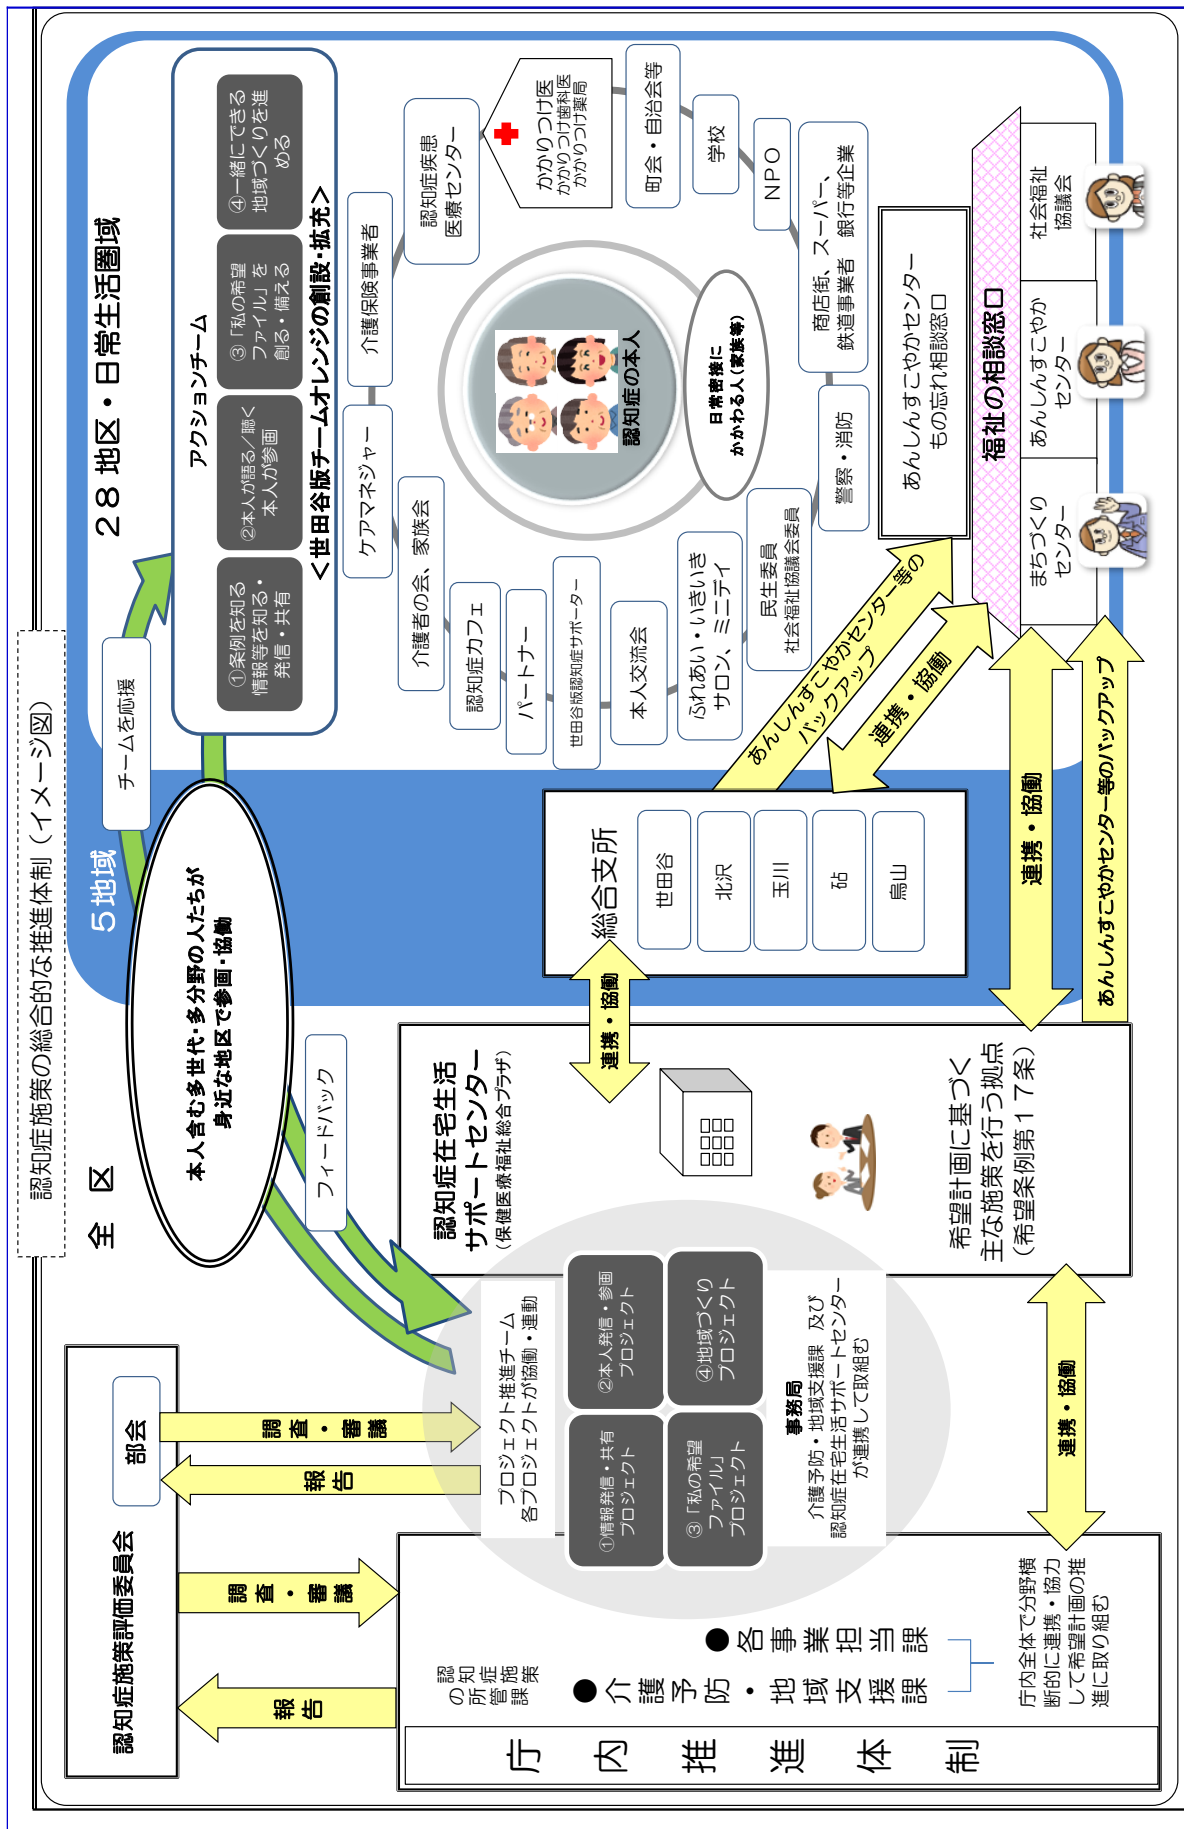 認知症施策の総合的な推進体制（イメージ図）
全 区
５地域
２８地区・日常生活圏域
認知症施策評価委員会
部会
報告
調査・審議
報告
調査・審議
本人含む多世代・多分野の人たちが
身近な地区で参画・協働
チームを応援
フィードバック
アクションチーム
①条例を知る
情報等を知る・
発信・共有
②本人が語る／聴く
本人が参画
③「私の希望
ファイル」を
創る・備える
④一緒にできる
地域づくりを進
める
＜世田谷版チームオレンジの創設・拡充＞
庁内推進体制
認知症施策
の所管課
●介護予防・地域支援課
●各事業担当課
庁内全体で分野横
断的に連携・協力
して希望計画の推
進に取り組む
プロジェクト推進チーム
各プロジェクトが協働・連動
①情報発信・共有
プロジェクト
②本人発信・参画
プロジェクト
③「私の希望
ファイル」
プロジェクト
④地域づくり
プロジェクト
事務局
介護予防・地域支援課 及び
認知症在宅生活サポートセンター
が連携して取組む
連携・協働
認知症在宅生活
サポートセンター
（保健医療福祉総合プラザ）
希望計画に基づく
主な施策を行う拠点
（希望条例第１７条）
連携・協働
総合支所
世田谷
北沢
玉川
砧
烏山
あんしんすこやかセンター等の
バックアップ
連携・協働
連携・協働
あんしんすこやかセンター等のバックアップ
ケアマネジャー
介護保険事業者
認知症疾患
医療センター
かかりつけ医
かかりつけ歯科医
かかりつけ薬局
町会・自治会等
学校
ＮＰＯ
商店街、スーパー、
鉄道事業者　銀行等企業
警察・消防
民生委員
社会福祉協議会委員
ふれあい・いきいき
サロン、ミニデイ
本人交流会
世田谷版認知症サポーター
パートナー
認知症カフェ
介護者の会、家族会
認知症の本人
日常密接に
かかわる人（家族等）
あんしんすこやかセンター
もの忘れ相談窓口
福祉の相談窓口
まちづくり
センター
あんしんすこやか
センター
社会福祉
協議会